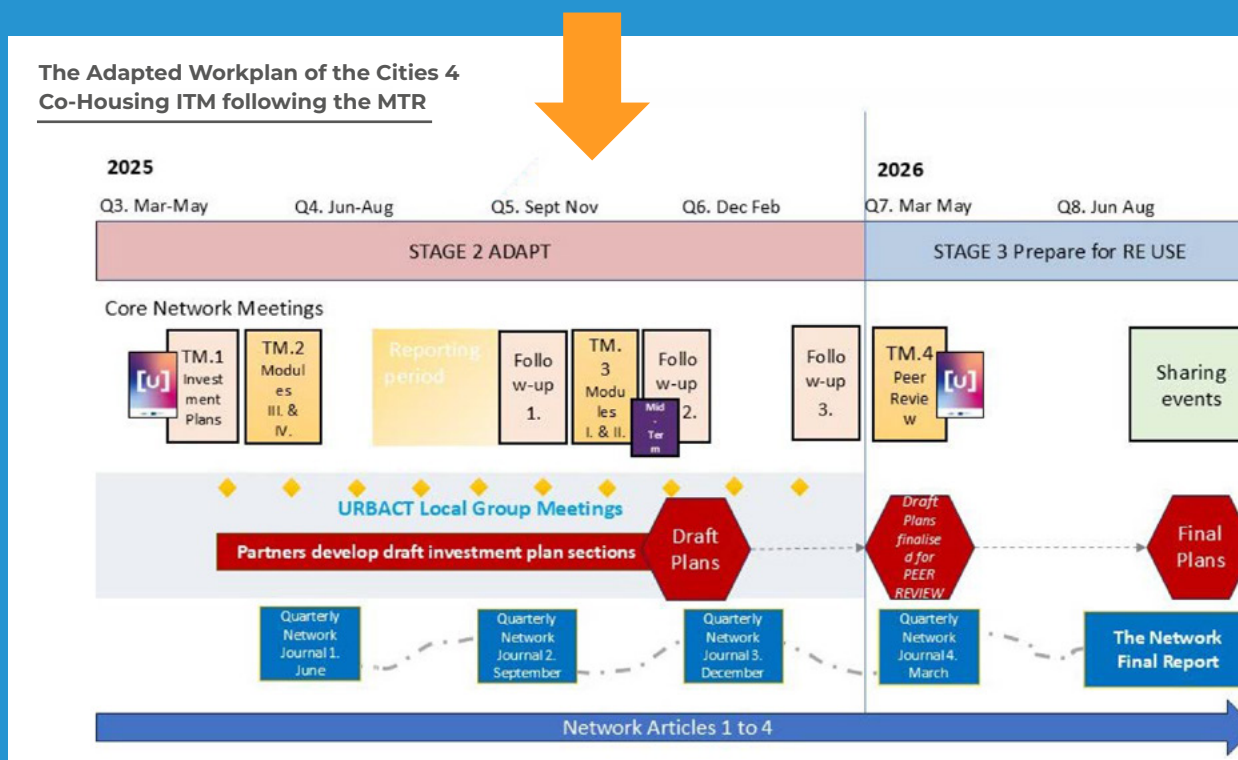 The Adapted Workplan of the Cities 4
Co-Housing ITM following the MTR
2025
2026
Q3. Mar-May
Q4. Jun-Aug
Q5. Sept Nov
Q6. Dec Feb
Q7. Mar May
Q8. Jun Aug
STAGE 2 ADAPT
STAGE 3 Prepare for RE USE
Core Network Meetings
[U]
TM.1
Invest
ment
Plans
TM.2
Modul
es
III. &
IV.
Reporting
period
Follo
w-up
1.
TM.
3
Modu
les
I. & II.
Mid
-
Ter
m
Follo
w-up
2.
Follo
w-up
3.
TM.4
Peer
Revie
w
[U]
Sharing
events
URBACT Local Group Meetings
Partners develop draft investment plan sections
Draft
Plans
Draft
Plans
finalise
d for
PEER
REVIEW
Final
Plans
Quarterly
Network
Journal 1.
June
Quarterly
Network
Journal 2.
September
Quarterly
Network
Journal 3.
December
Quarterly
Network
Journal 4.
March
The Network
Final Report
Network Articles 1 to 4